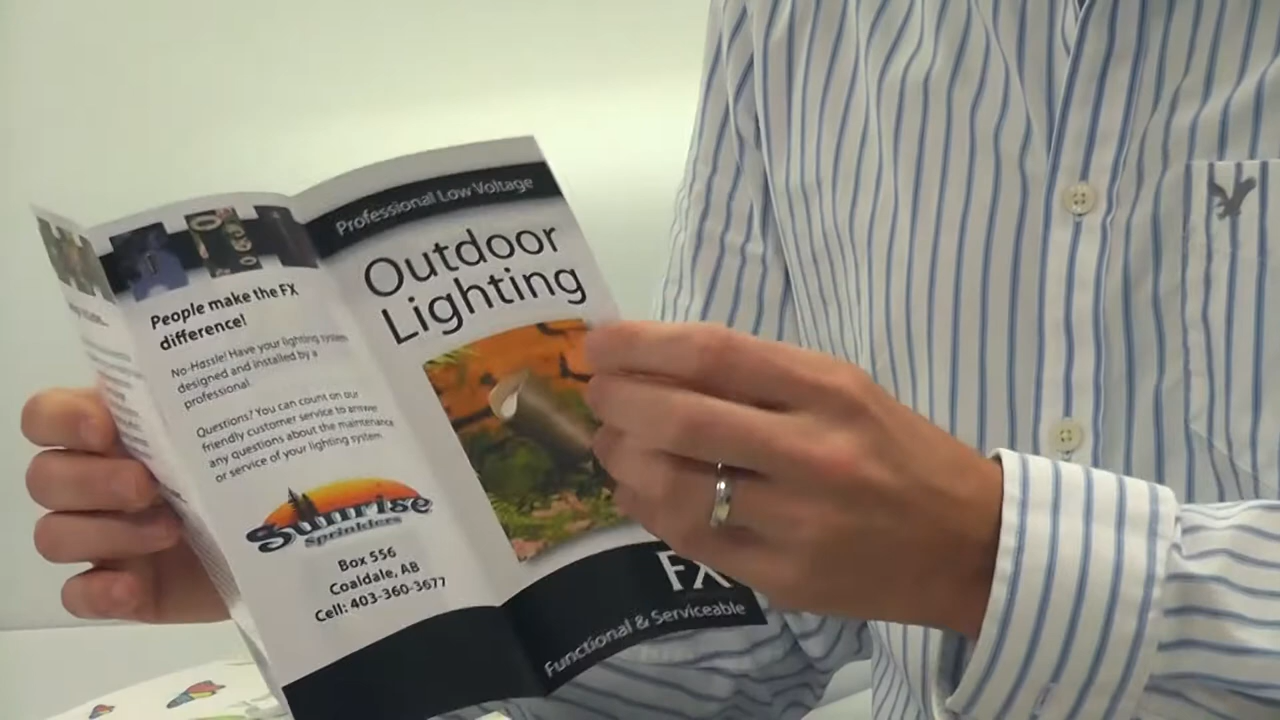 People make the FX
difference!
No-Hassle! Have your lighting system
designed and installed by a
professional.
Questions? You can count on our
friendly customer service to answer
any questions about the maintenance
or service of your lighting system.
Sunrise
Sprinklers
Box 556
Coaldale, AB
Cell: 403-360-3677
Professional Low Voltage
Outdoor
Lighting
FX
Functional & Serviceable